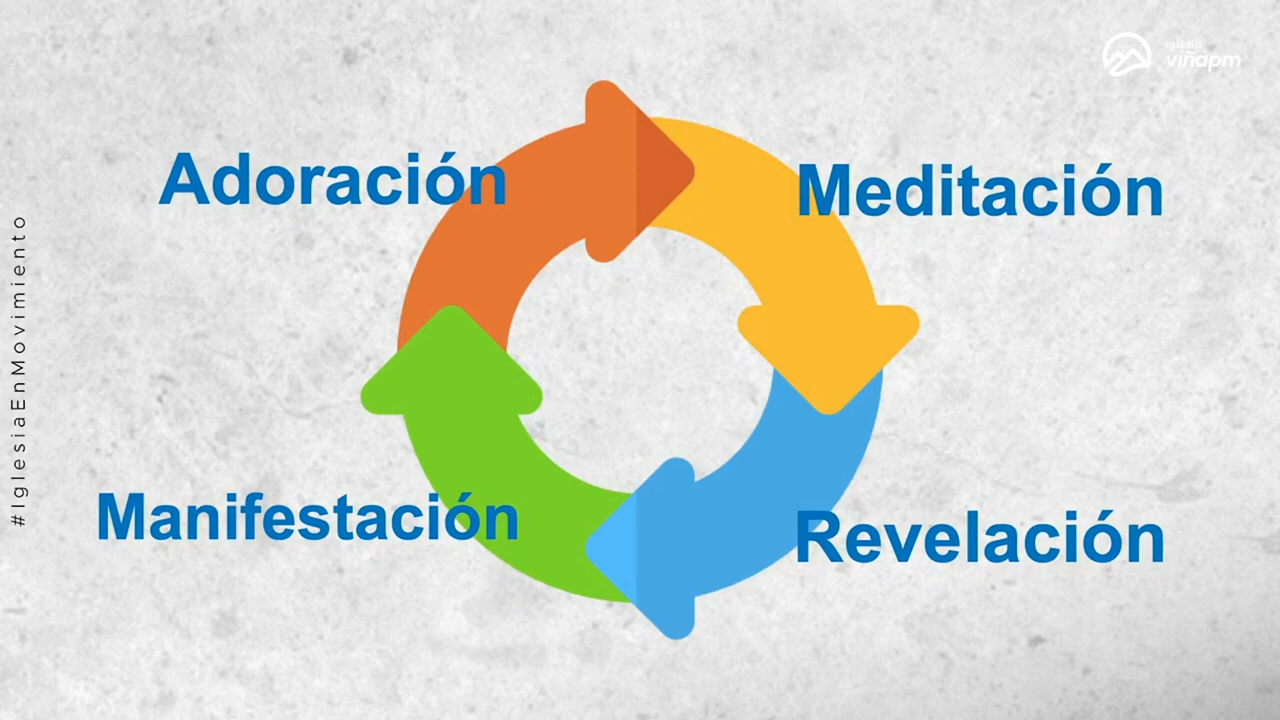 iglesia
viñapm
Adoración
Meditación
#IglesiaEnMovimiento
Manifestación
Revelación